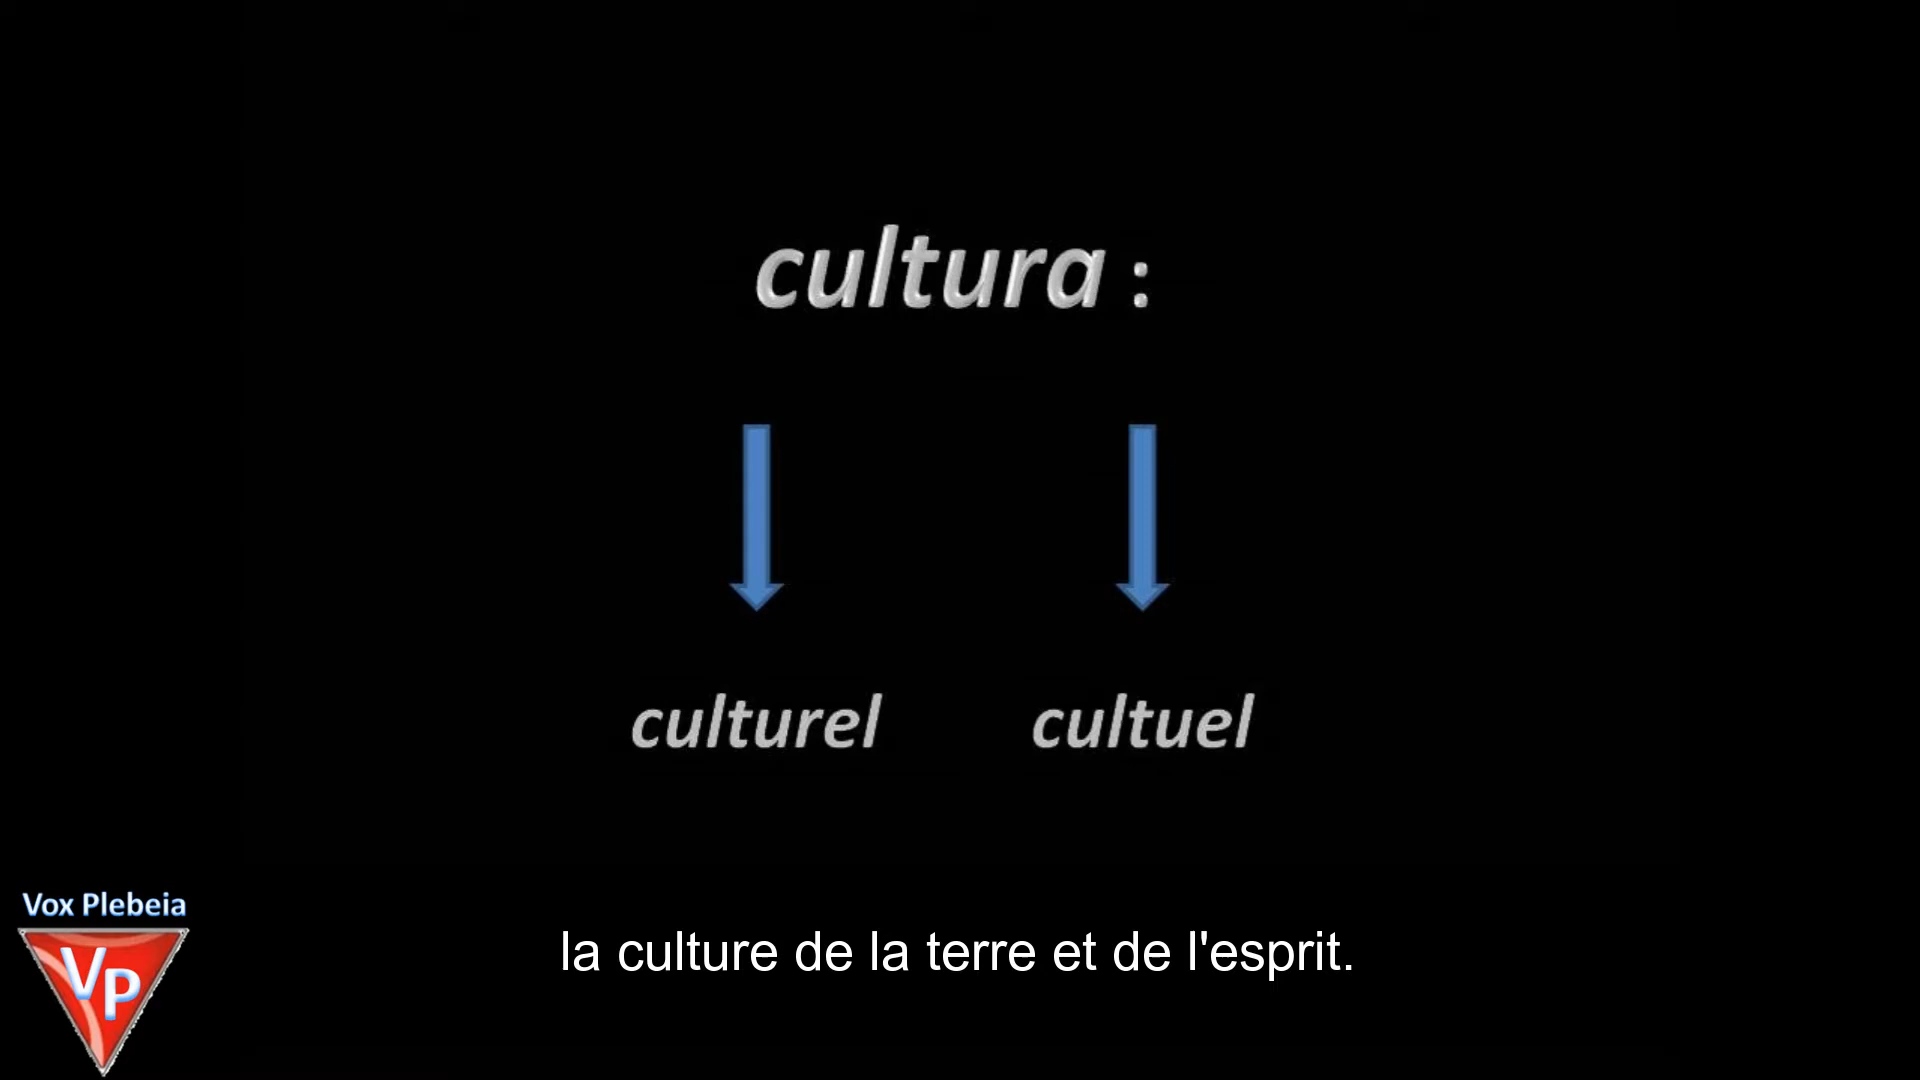 cultura :
culturel cultuel
Vox Plebeia
VP
la culture de la terre et de l'esprit.